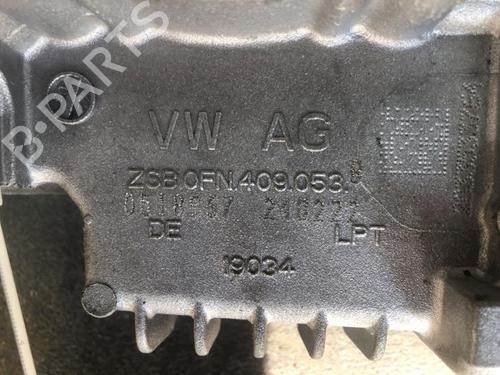 B-PARTS
VW AG
ZSB 0FN.409.053.B
DE LPT
19034